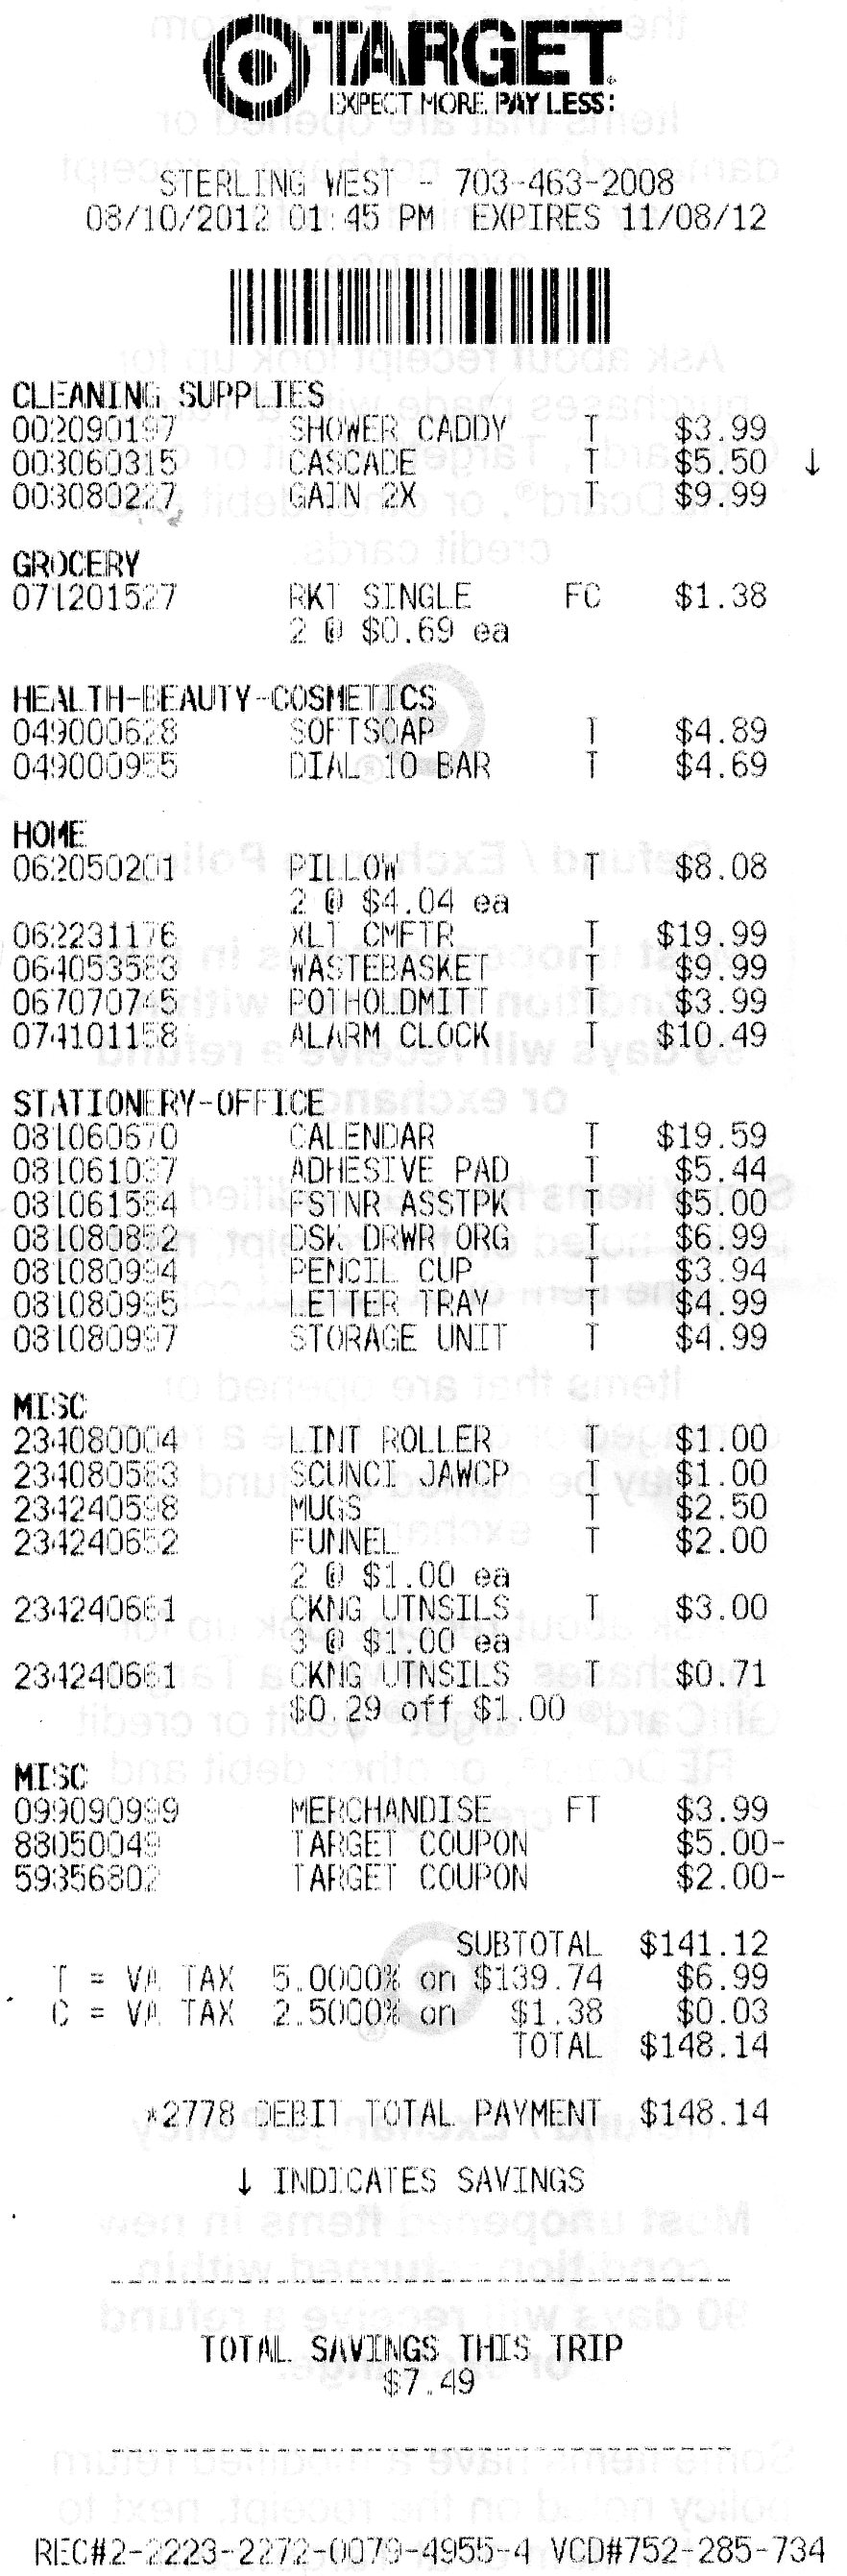 TARGET
EXPECT MORE. PAY LESS.
STERLING WEST - 703-463-2008
08/10/2012 01:45 PM EXPIRES 11/08/12
CLEANING SUPPLIES
002090197 SHOWER CADDY T $3.99
003060315 CASCADE T $5.50 ↓
003080227 GAIN 2X T $9.99
GROCERY
071201527 RKT SINGLE FC $1.38
2 @ $0.69 ea
HEALTH-BEAUTY-COSMETICS
049000628 SOFTSOAP T $4.89
049000955 DIAL 10 BAR T $4.69
HOME
062050201 PILLOW T $8.08
2 @ $4.04 ea
062231176 XLT CMFTR T $19.99
064053583 WASTEBASKET T $9.99
067070745 POTHOLDMITT T $3.99
074101158 ALARM CLOCK T $10.49
STATIONERY-OFFICE
081060670 CALENDAR T $19.59
081061037 ADHESIVE PAD T $5.44
081061584 FSTNR ASSTPK T $5.00
081080852 DSK DRWR ORG T $6.99
081080994 PENCIL CUP T $3.94
081080995 LETTER TRAY T $4.99
081080997 STORAGE UNIT T $4.99
MISC
234080004 LINT ROLLER T $1.00
234080583 SCUNCI JAWCP T $1.00
234240598 MUGS T $2.50
234240652 FUNNEL T $2.00
2 @ $1.00 ea
234240661 CKNG UTNSILS T $3.00
3 @ $1.00 ea
234240661 CKNG UTNSILS T $0.71
$0.29 off $1.00
MISC
099090999 MERCHANDISE FT $3.99
88050049 TARGET COUPON $5.00-
59356802 TARGET COUPON $2.00-
SUBTOTAL $141.12
T = VA TAX 5.0000% on $139.74 $6.99
C = VA TAX 2.5000% on $1.38 $0.03
TOTAL $148.14
*2778 DEBIT TOTAL PAYMENT $148.14
↓ INDICATES SAVINGS
TOTAL SAVINGS THIS TRIP
$7.49
REC#2-2223-2272-0079-4955-4 VCD#752-285-734